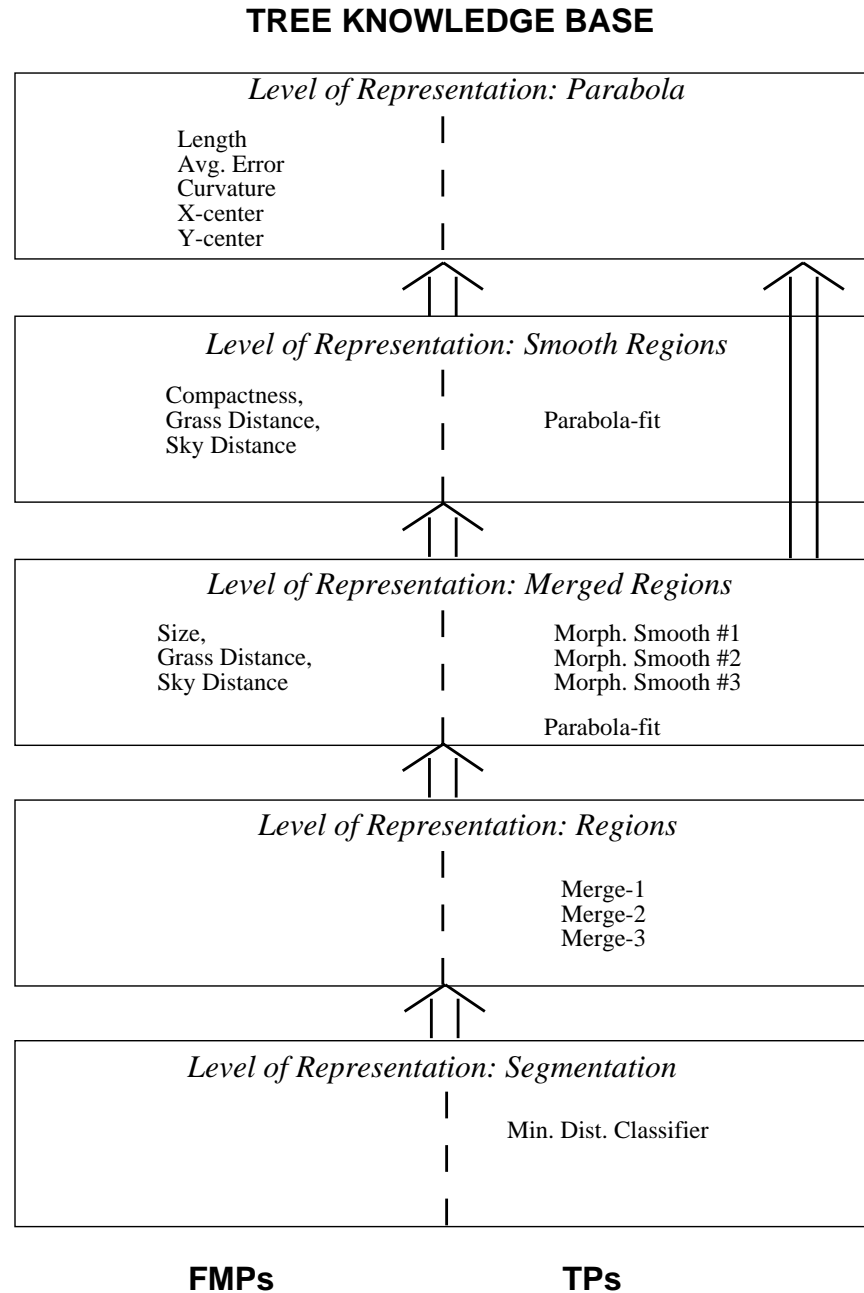 TREE KNOWLEDGE BASE
Level of Representation: Parabola
Length
Avg. Error
Curvature
X-center
Y-center
Level of Representation: Smooth Regions
Compactness,
Grass Distance,
Sky Distance
Parabola-fit
Level of Representation: Merged Regions
Size,
Grass Distance,
Sky Distance
Morph. Smooth #1
Morph. Smooth #2
Morph. Smooth #3
Parabola-fit
Level of Representation: Regions
Merge-1
Merge-2
Merge-3
Level of Representation: Segmentation
Min. Dist. Classifier
FMPs
TPs